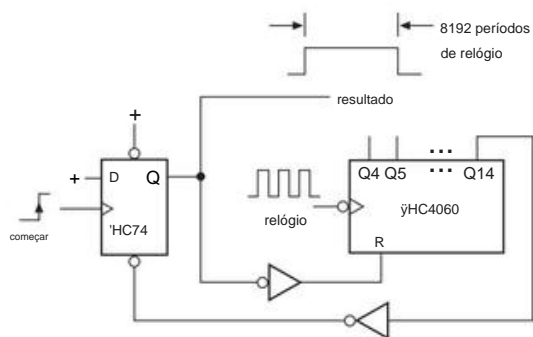 8192 períodos
de relógio
resultado
+
+
D
Q
começar
'HC74
relógio
Q4 Q5 ... Q14
...
ÿHC4060
R